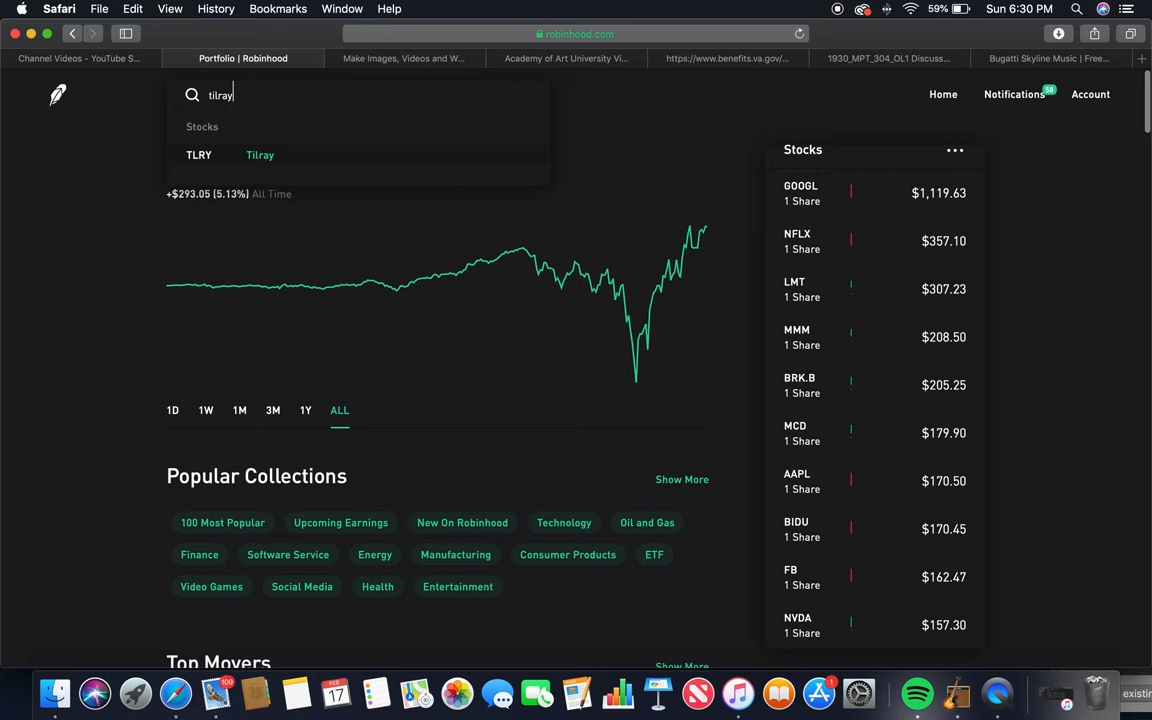 Safari File Edit View History Bookmarks Window Help 59% Sun 6:30 PM
robinhood.com
Channel Videos - YouTube S... Portfolio | Robinhood Make Images, Videos and W... Academy of Art University Vi... https://www.benefits.va.gov/... 1930_MPT_304_OL1 Discuss... Bugatti Skyline Music | Free...
tilray Home Notifications 58 Account
Stocks
TLRY Tilray
+$293.05 (5.13%) All Time
1D 1W 1M 3M 1Y ALL
Popular Collections Show More
100 Most Popular Upcoming Earnings New On Robinhood Technology Oil and Gas
Finance Software Service Energy Manufacturing Consumer Products ETF
Video Games Social Media Health Entertainment
Top Movers Show More
Stocks
GOOGL $1,119.63
1 Share
NFLX $357.10
1 Share
LMT $307.23
1 Share
MMM $208.50
1 Share
BRK.B $205.25
1 Share
MCD $179.90
1 Share
AAPL $170.50
1 Share
BIDU $170.45
1 Share
FB $162.47
1 Share
NVDA $157.30
1 Share
109 FEB 17 1 existin